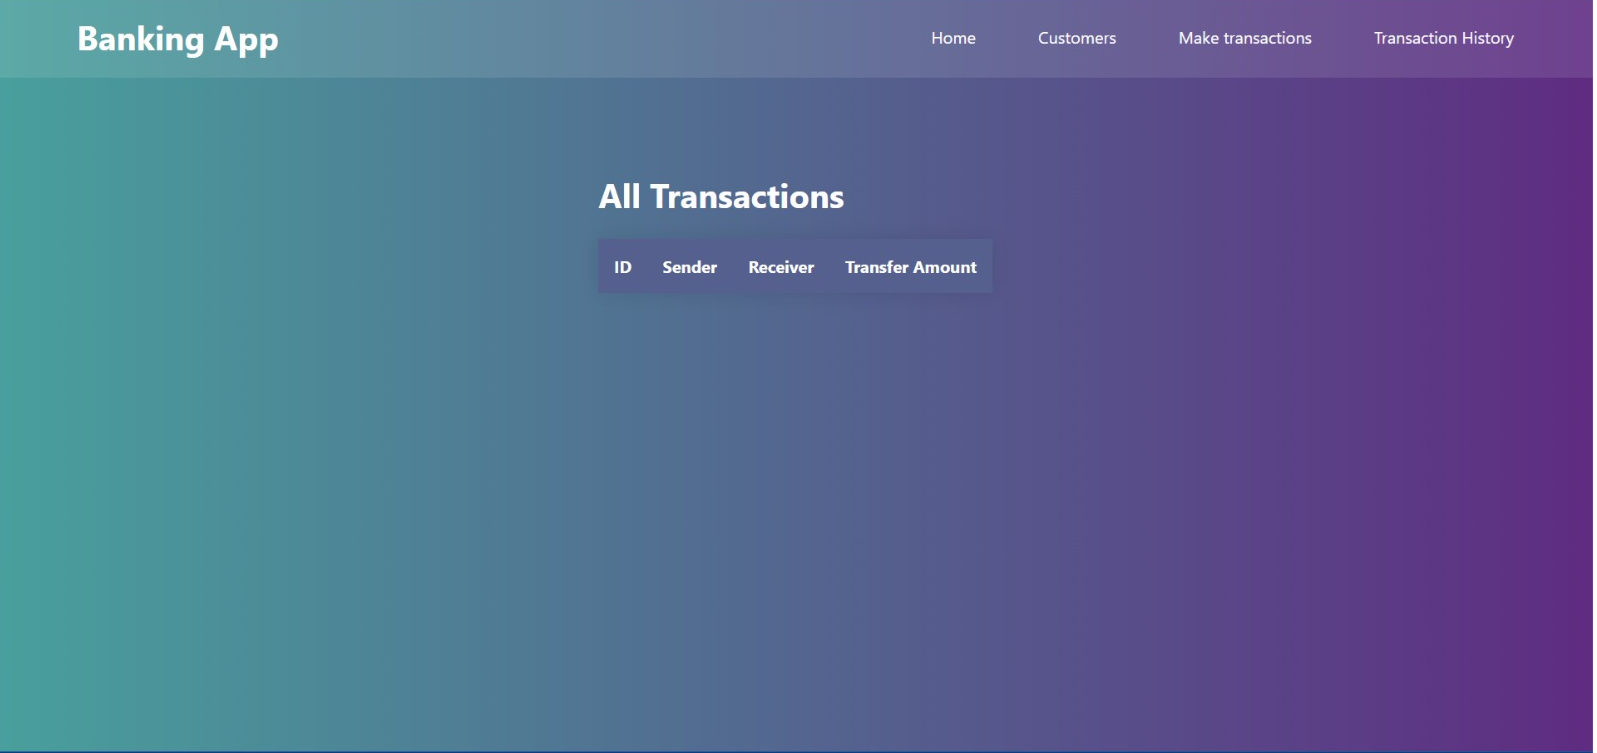 Banking App Home Customers Make transactions Transaction History
All Transactions
ID Sender Receiver Transfer Amount